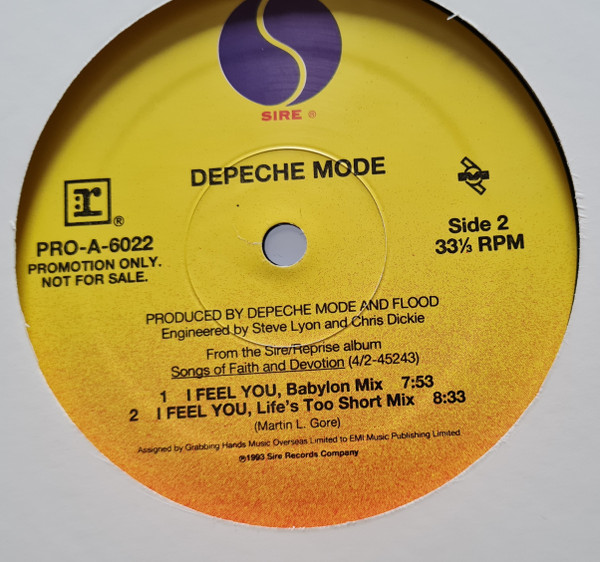 SIRE ®
DEPECHE MODE
r ®
PRO-A-6022
PROMOTION ONLY.
NOT FOR SALE.
Side 2
33⅓ RPM
PRODUCED BY DEPECHE MODE AND FLOOD
Engineered by Steve Lyon and Chris Dickie
From the Sire/Reprise album
Songs of Faith and Devotion (4/2-45243)
1 I FEEL YOU, Babylon Mix 7:53
2 I FEEL YOU, Life's Too Short Mix 8:33
(Martin L. Gore)
Assigned by Grabbing Hands Music Overseas Limited to EMI Music Publishing Limited
℗1993 Sire Records Company